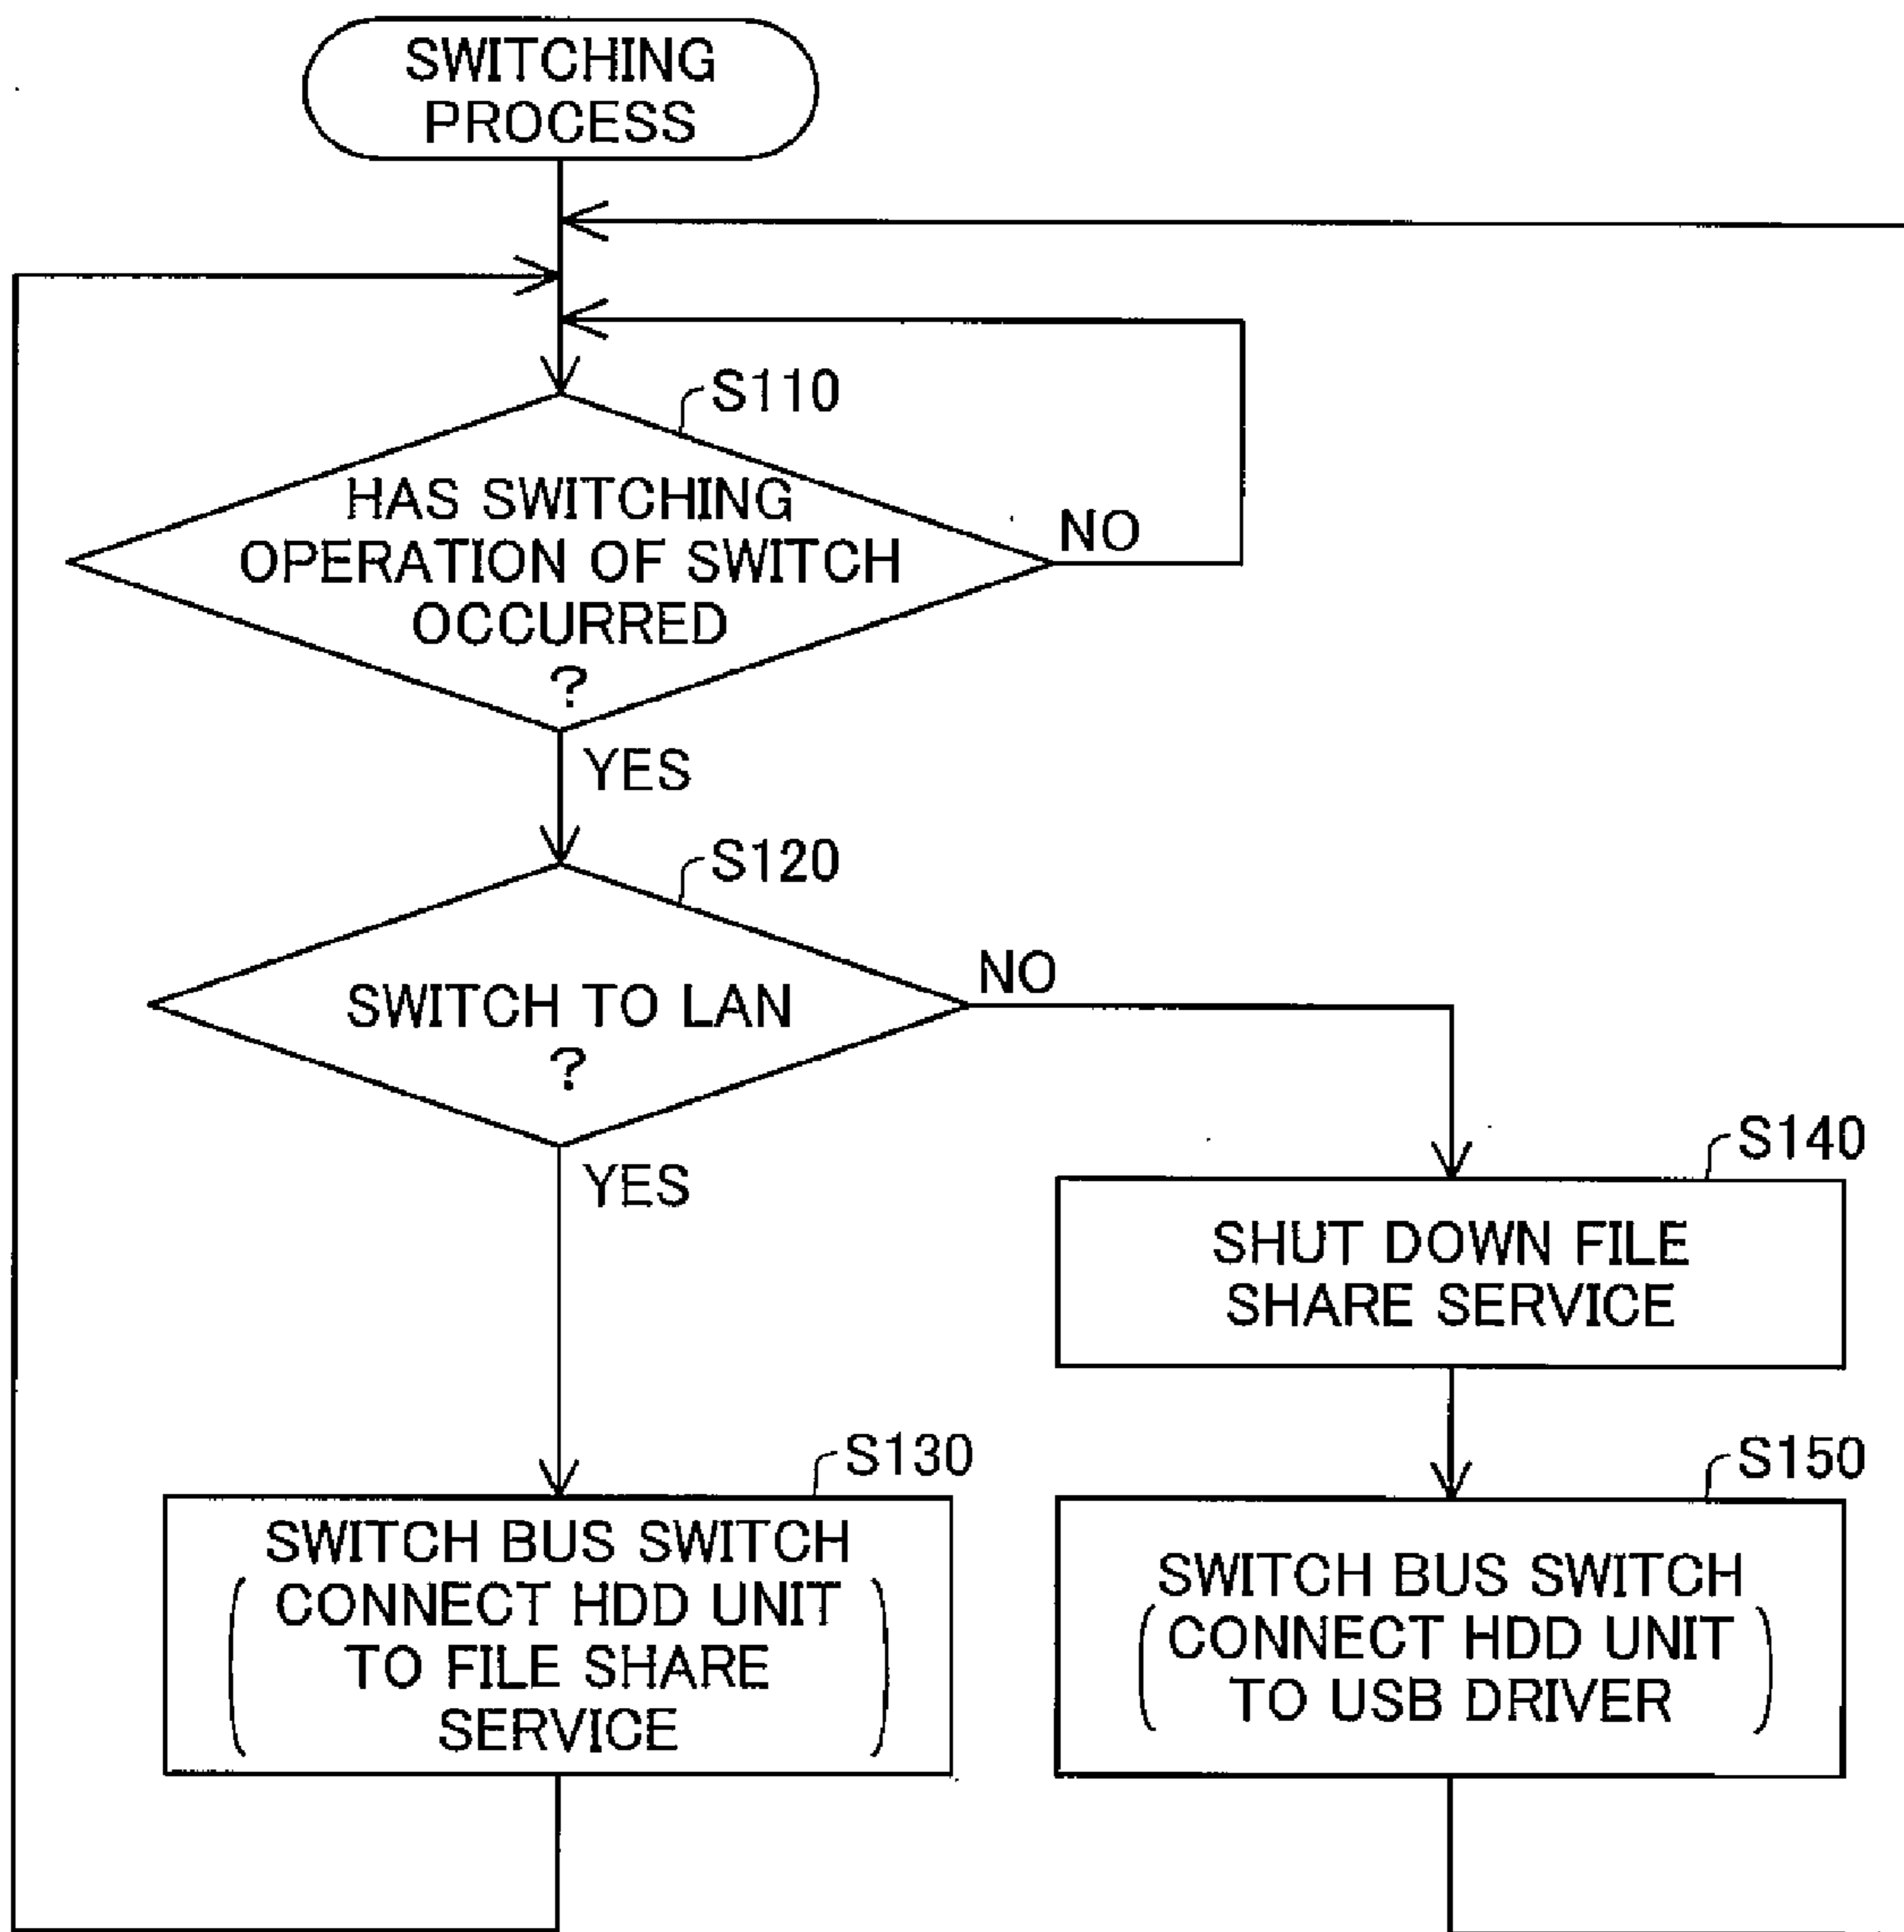 SWITCHING
PROCESS
S110
HAS SWITCHING
OPERATION OF SWITCH
OCCURRED
?
NO
YES
S120
SWITCH TO LAN
?
NO
YES
S140
SHUT DOWN FILE
SHARE SERVICE
S130
SWITCH BUS SWITCH
(CONNECT HDD UNIT
TO FILE SHARE
SERVICE)
S150
SWITCH BUS SWITCH
(CONNECT HDD UNIT
TO USB DRIVER)